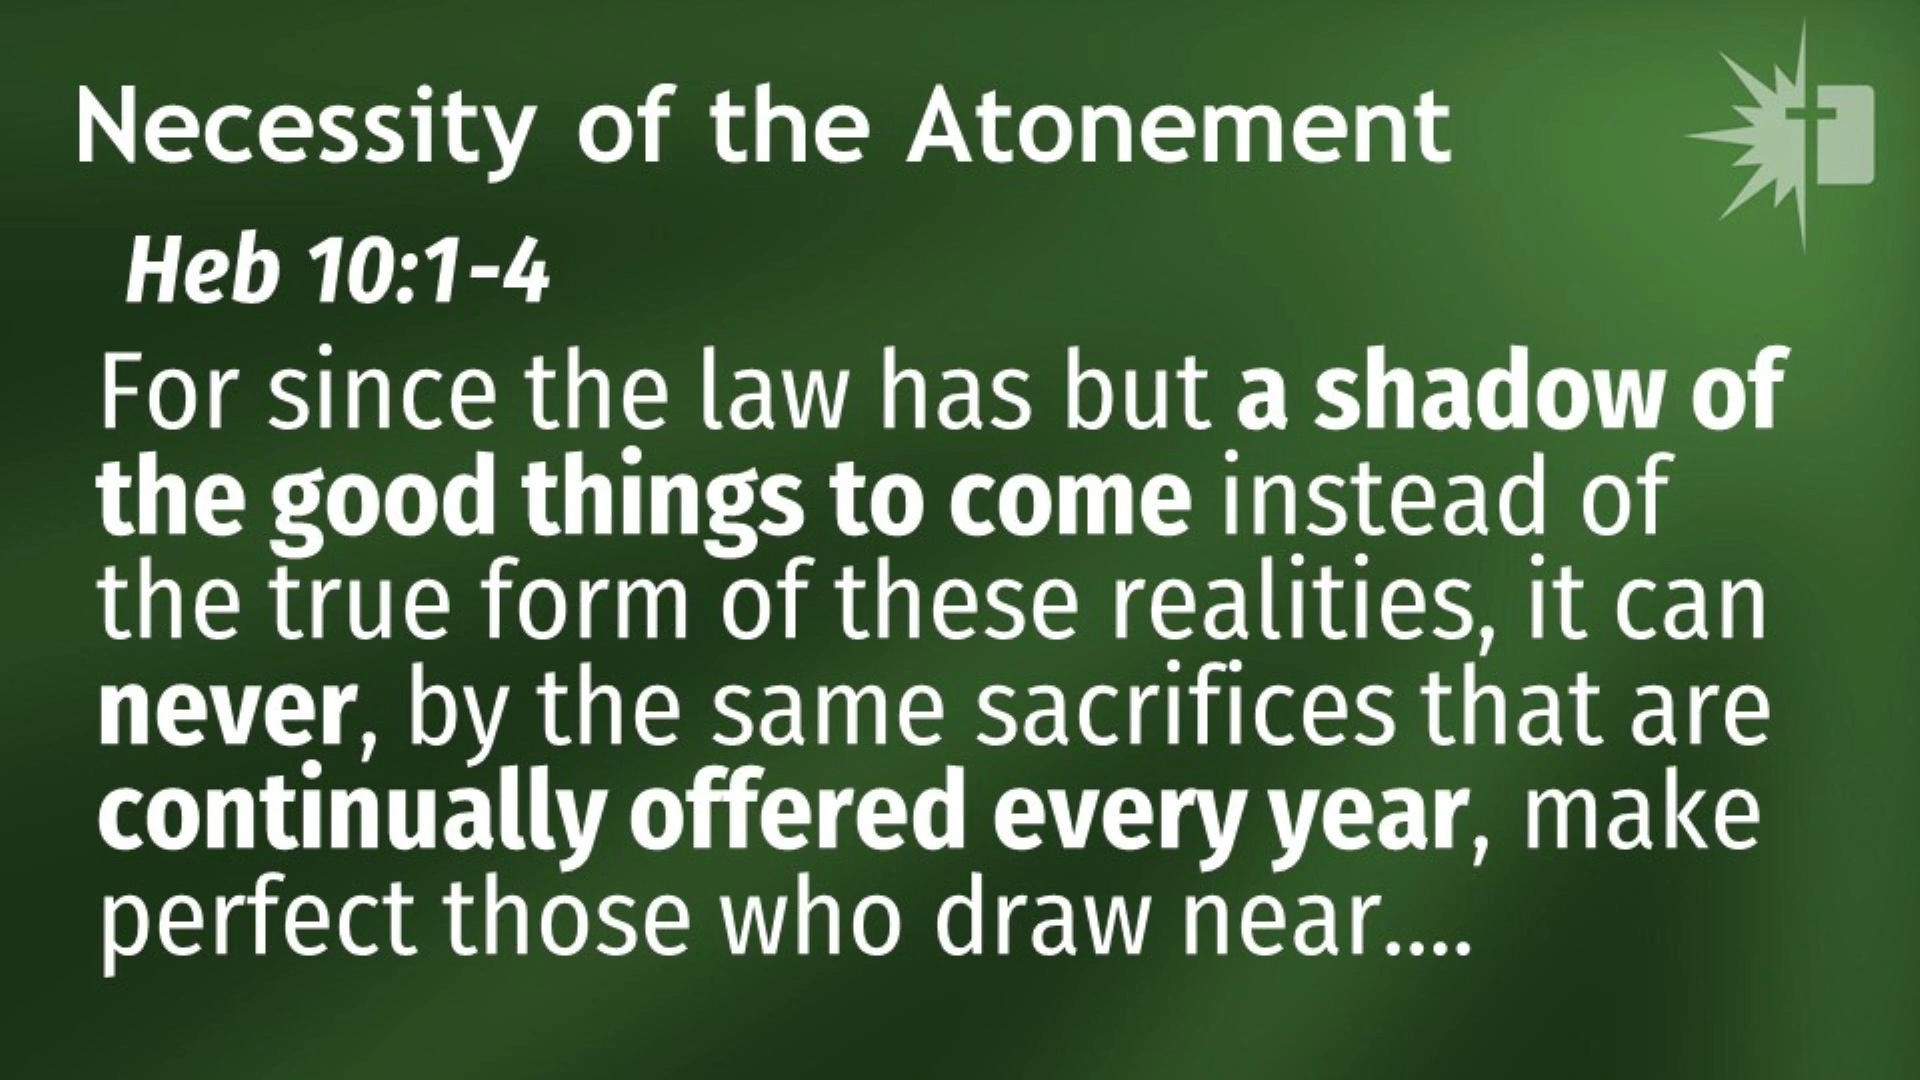 Necessity of the Atonement
Heb 10:1-4
For since the law has but a shadow of
the good things to come instead of
the true form of these realities, it can
never, by the same sacrifices that are
continually offered every year, make
perfect those who draw near....